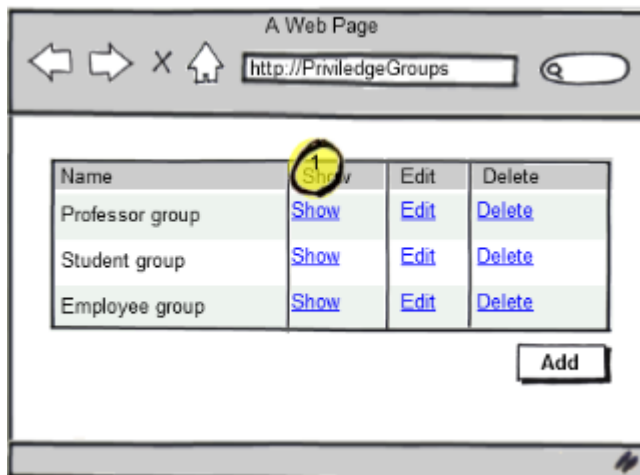 A Web Page
http://PriviledgeGroups
1
Name Show Edit Delete
Professor group Show Edit Delete
Student group Show Edit Delete
Employee group Show Edit Delete
Add